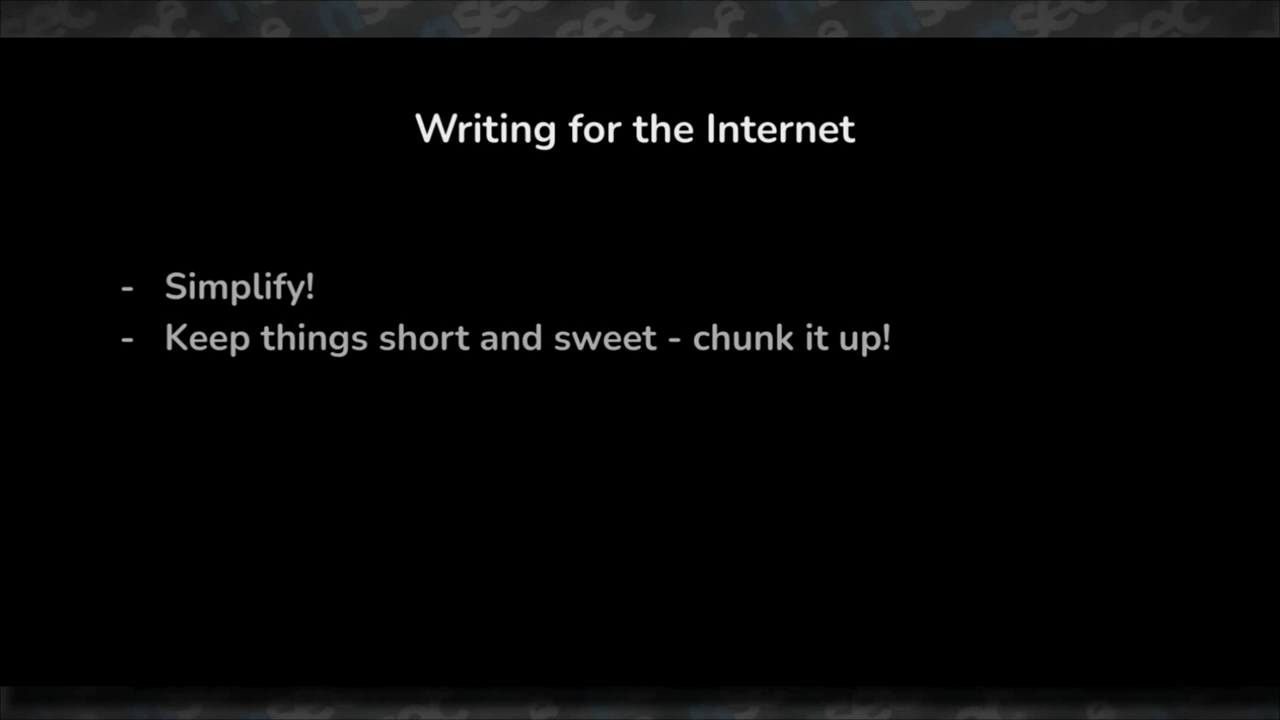 Writing for the Internet
- Simplify!
- Keep things short and sweet - chunk it up!